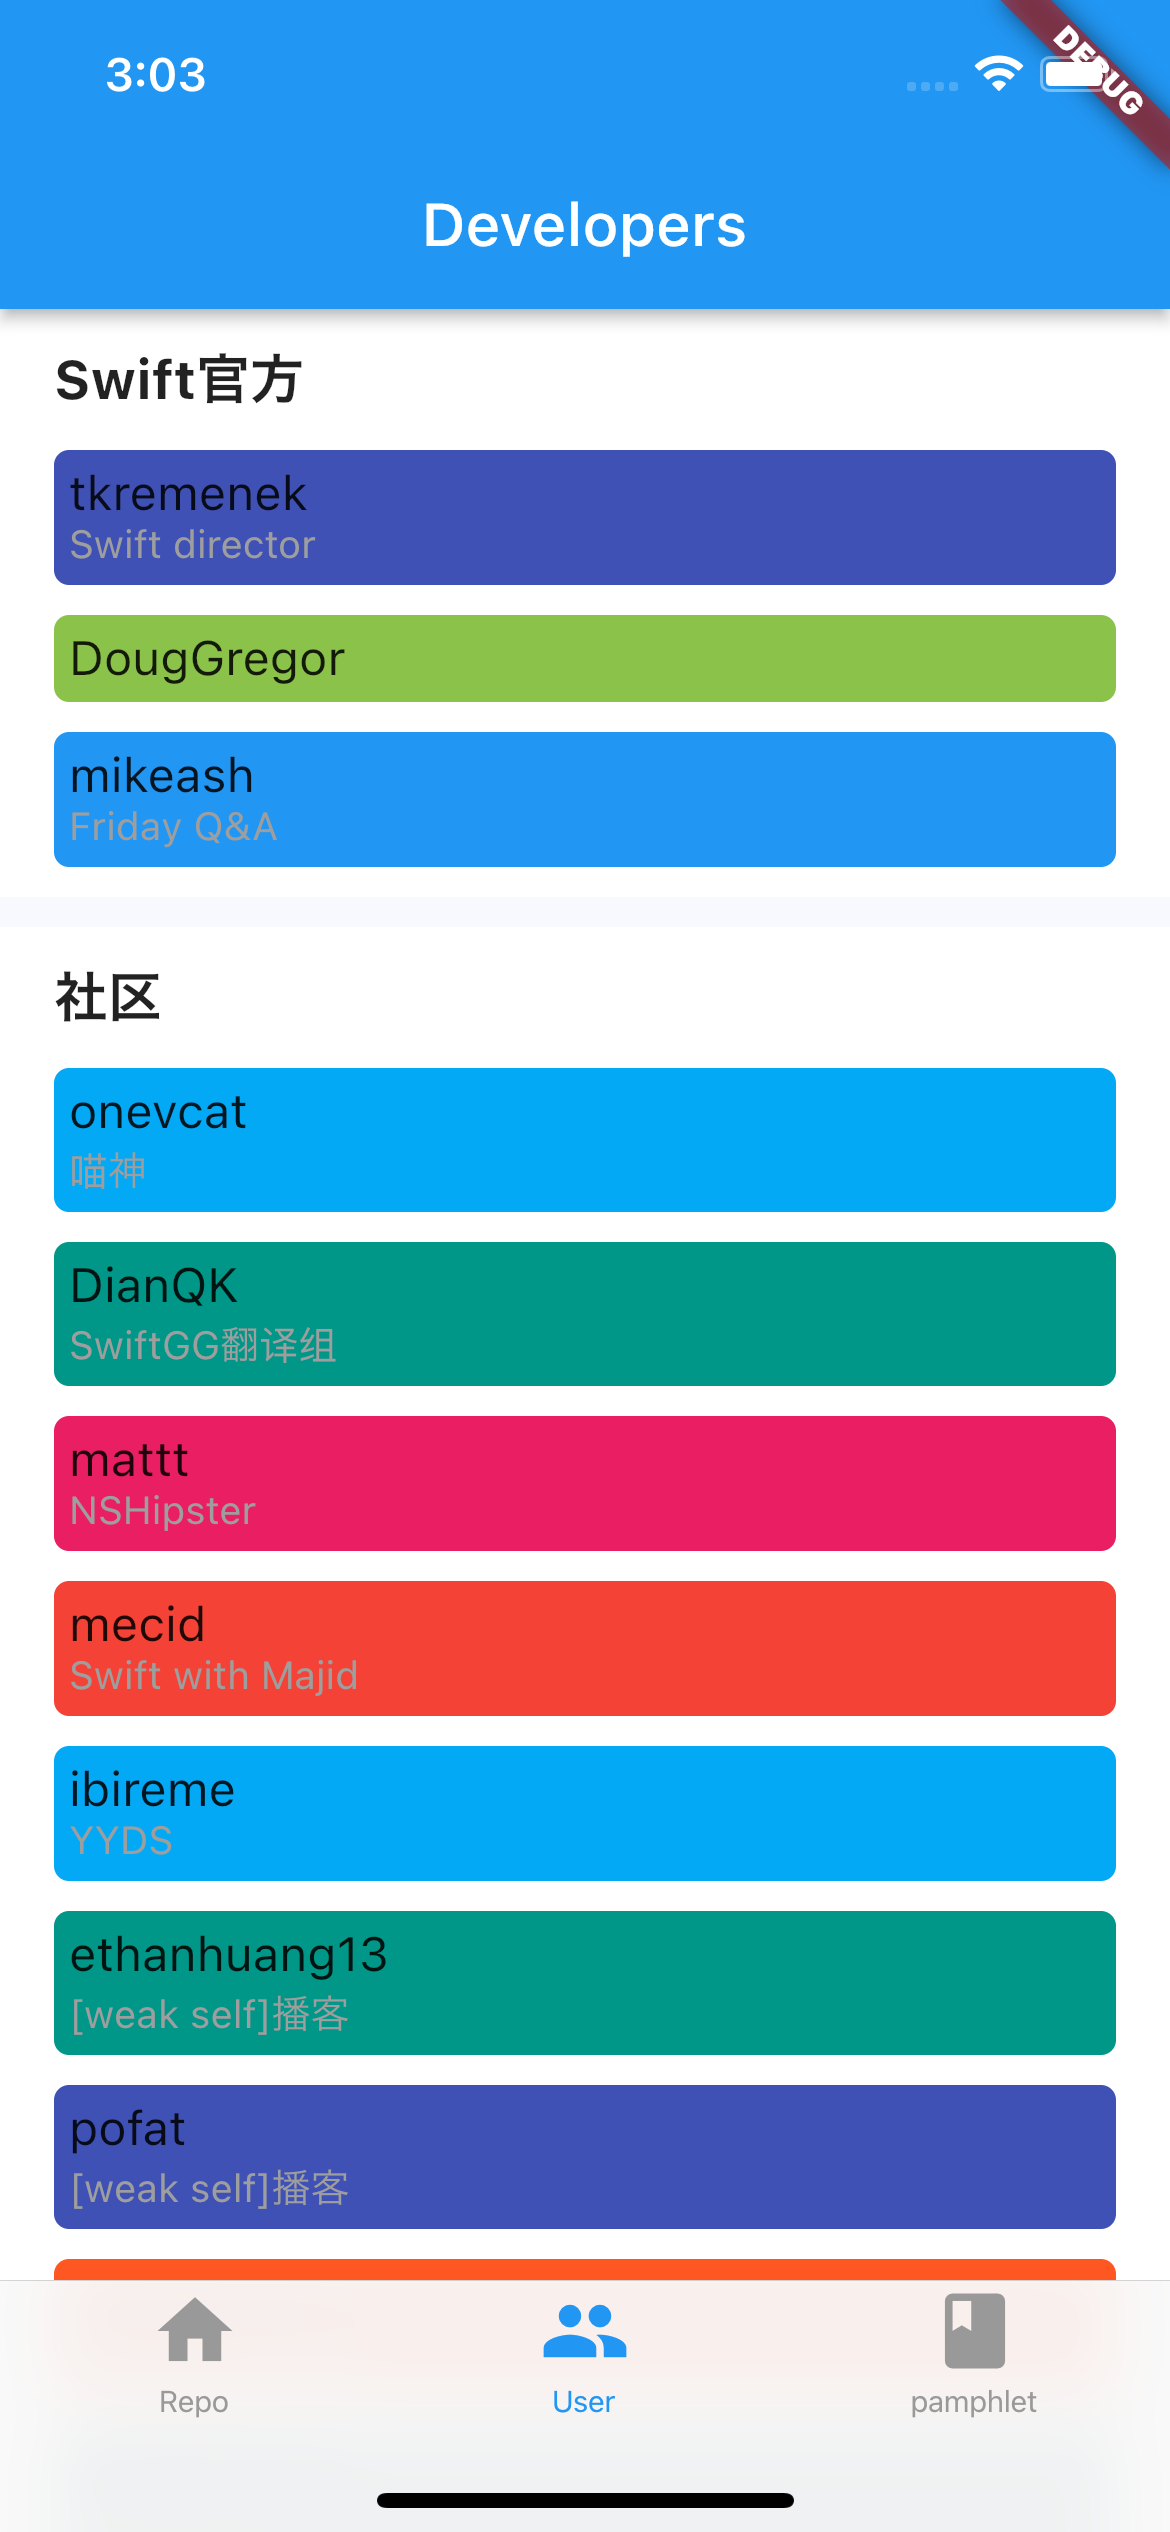 3:03
DEBUG
Developers
Swift官方
tkremenek
Swift director
DougGregor
mikeash
Friday Q&A
社区
onevcat
喵神
DianQK
SwiftGG翻译组
mattt
NSHipster
mecid
Swift with Majid
ibireme
YYDS
ethanhuang13
[weak self]播客
pofat
[weak self]播客
Repo
User
pamphlet